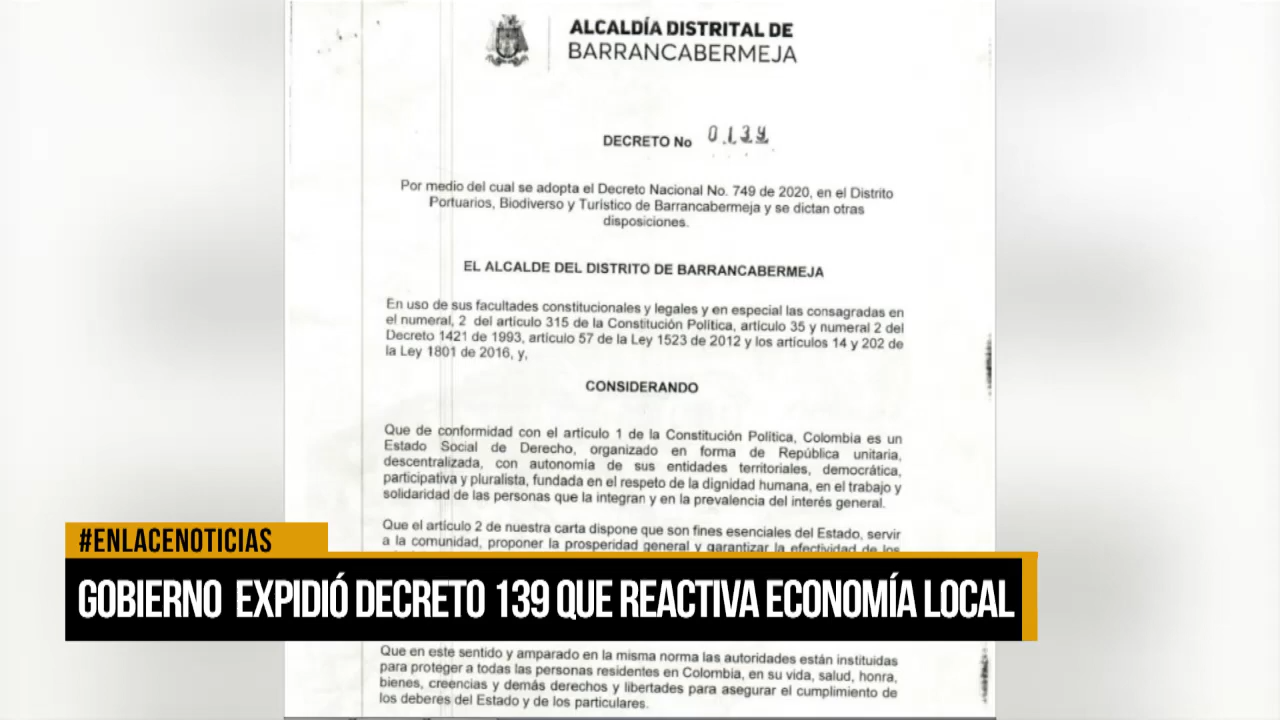 ALCALDÍA DISTRITAL DE
BARRANCABERMEJA
DECRETO No 0139
Por medio del cual se adopta el Decreto Nacional No. 749 de 2020, en el Distrito
Portuarios, Biodiverso y Turístico de Barrancabermeja y se dictan otras
disposiciones.
EL ALCALDE DEL DISTRITO DE BARRANCABERMEJA
En uso de sus facultades constitucionales y legales y en especial las consagradas en
el numeral, 2 del artículo 315 de la Constitución Política, artículo 35 y numeral 2 del
Decreto 1421 de 1993, artículo 57 de la Ley 1523 de 2012 y los artículos 14 y 202 de
la Ley 1801 de 2016, y,
CONSIDERANDO
Que de conformidad con el artículo 1 de la Constitución Política, Colombia es un
Estado Social de Derecho, organizado en forma de República unitaria,
descentralizada, con autonomía de sus entidades territoriales, democrática,
participativa y pluralista, fundada en el respeto de la dignidad humana, en el trabajo y
solidaridad de las personas que la integran y en la prevalencia del interés general.
Que el artículo 2 de nuestra carta dispone que son fines esenciales del Estado, servir
a la comunidad, proponer la prosperidad general y garantizar la efectividad de los
#ENLACENOTICIAS
GOBIERNO EXPIDIÓ DECRETO 139 QUE REACTIVA ECONOMÍA LOCAL
Que en este sentido y amparado en la misma norma las autoridades están instituidas
para proteger a todas las personas residentes en Colombia, en su vida, salud, honra,
bienes, creencias y demás derechos y libertades para asegurar el cumplimiento de
los deberes del Estado y de los particulares.